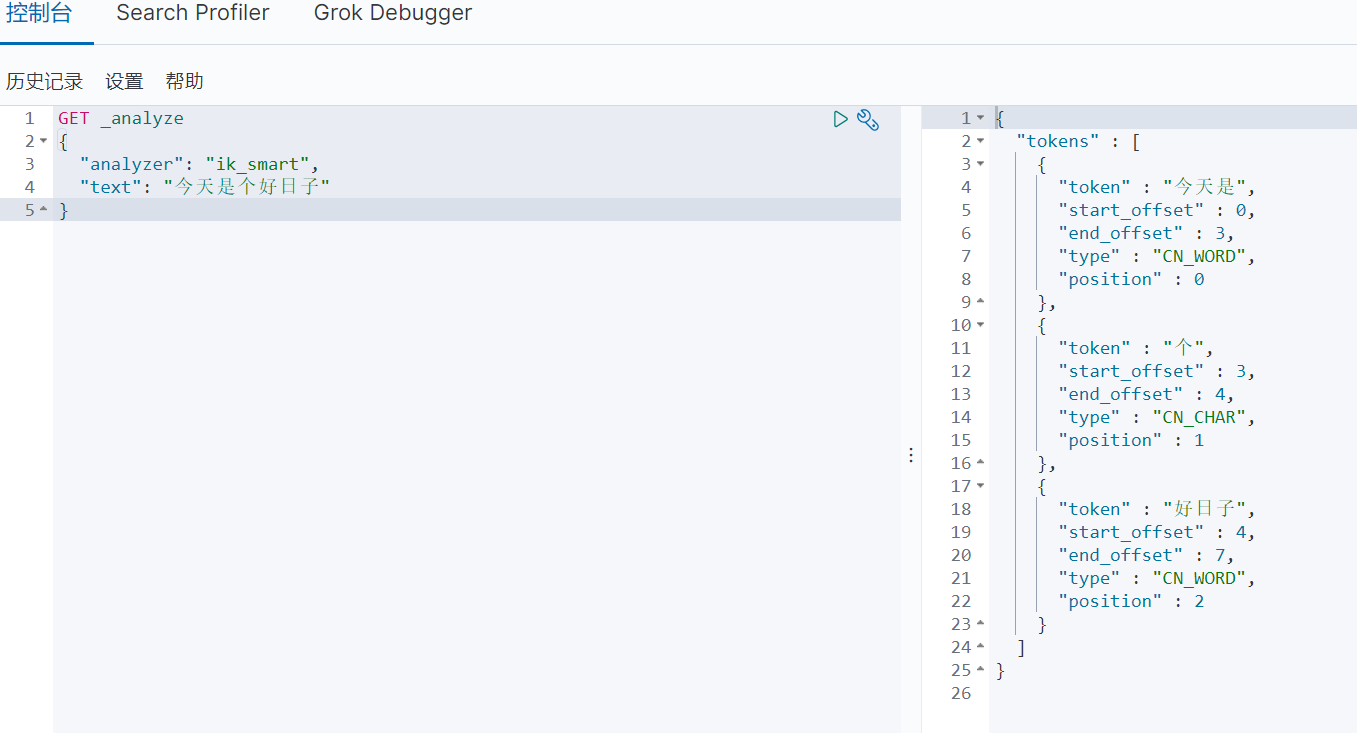 控制台 Search Profiler Grok Debugger
历史记录 设置 帮助
1 GET _analyze
2 {
3 "analyzer": "ik_smart",
4 "text": "今天是个好日子"
5 }
1 {
2 "tokens" : [
3 {
4 "token" : "今天是",
5 "start_offset" : 0,
6 "end_offset" : 3,
7 "type" : "CN_WORD",
8 "position" : 0
9 },
10 {
11 "token" : "个",
12 "start_offset" : 3,
13 "end_offset" : 4,
14 "type" : "CN_CHAR",
15 "position" : 1
16 },
17 {
18 "token" : "好日子",
19 "start_offset" : 4,
20 "end_offset" : 7,
21 "type" : "CN_WORD",
22 "position" : 2
23 }
24 ]
25 }
26